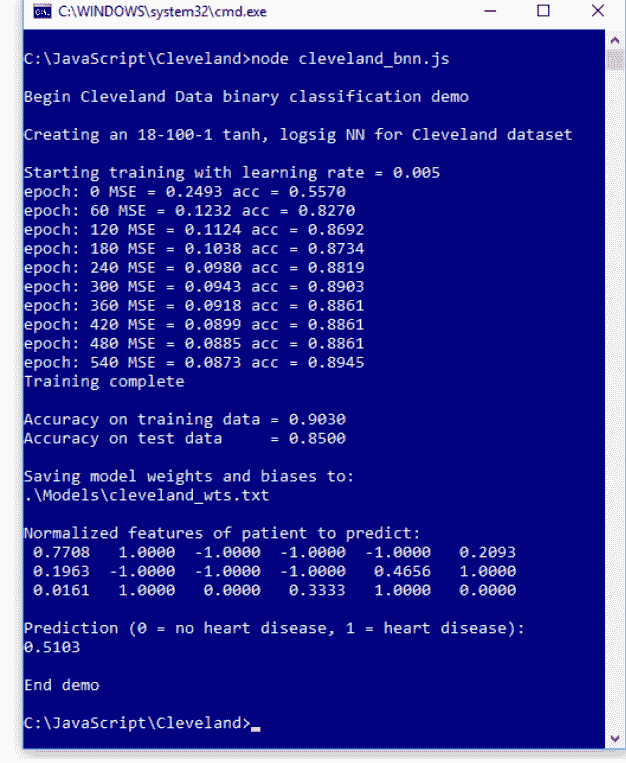 C:\WINDOWS\system32\cmd.exe
C:\JavaScript\Cleveland>node cleveland_bnn.js
Begin Cleveland Data binary classification demo
Creating an 18-100-1 tanh, logsig NN for Cleveland dataset
Starting training with learning rate = 0.005
epoch: 0 MSE = 0.2493 acc = 0.5570
epoch: 60 MSE = 0.1232 acc = 0.8270
epoch: 120 MSE = 0.1124 acc = 0.8692
epoch: 180 MSE = 0.1038 acc = 0.8734
epoch: 240 MSE = 0.0980 acc = 0.8819
epoch: 300 MSE = 0.0943 acc = 0.8903
epoch: 360 MSE = 0.0918 acc = 0.8861
epoch: 420 MSE = 0.0899 acc = 0.8861
epoch: 480 MSE = 0.0885 acc = 0.8861
epoch: 540 MSE = 0.0873 acc = 0.8945
Training complete
Accuracy on training data = 0.9030
Accuracy on test data     = 0.8500
Saving model weights and biases to:
.\Models\cleveland_wts.txt
Normalized features of patient to predict:
0.7708   1.0000  -1.0000  -1.0000  -1.0000   0.2093
0.1963  -1.0000  -1.0000  -1.0000   0.4656   1.0000
0.0161   1.0000   0.0000   0.3333   1.0000   0.0000
Prediction (0 = no heart disease, 1 = heart disease):
0.5103
End demo
C:\JavaScript\Cleveland>_